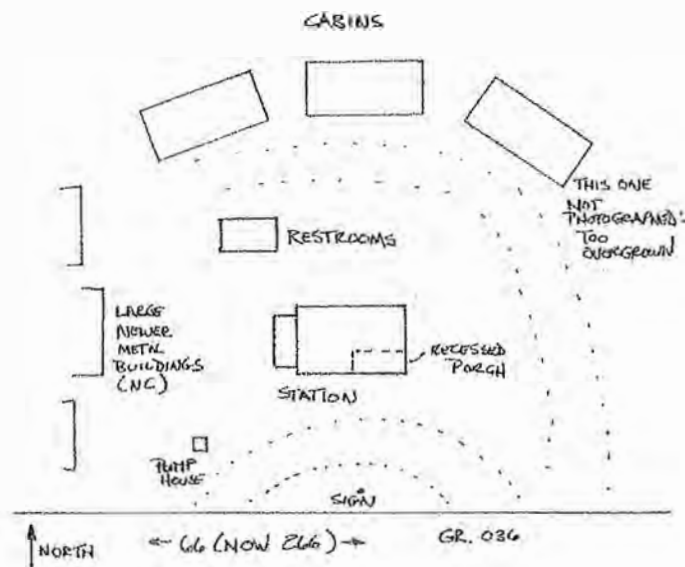 CABINS
THIS ONE
NOT
PHOTOGRAPHED
TOO
OVERGROWN
RESTROOMS
LARGE
NEWER
METAL
BUILDINGS
(NC)
RECESSED
PORCH
STATION
PUMP
HOUSE
SIGN
NORTH
66 (NOW 266)
GR. 036